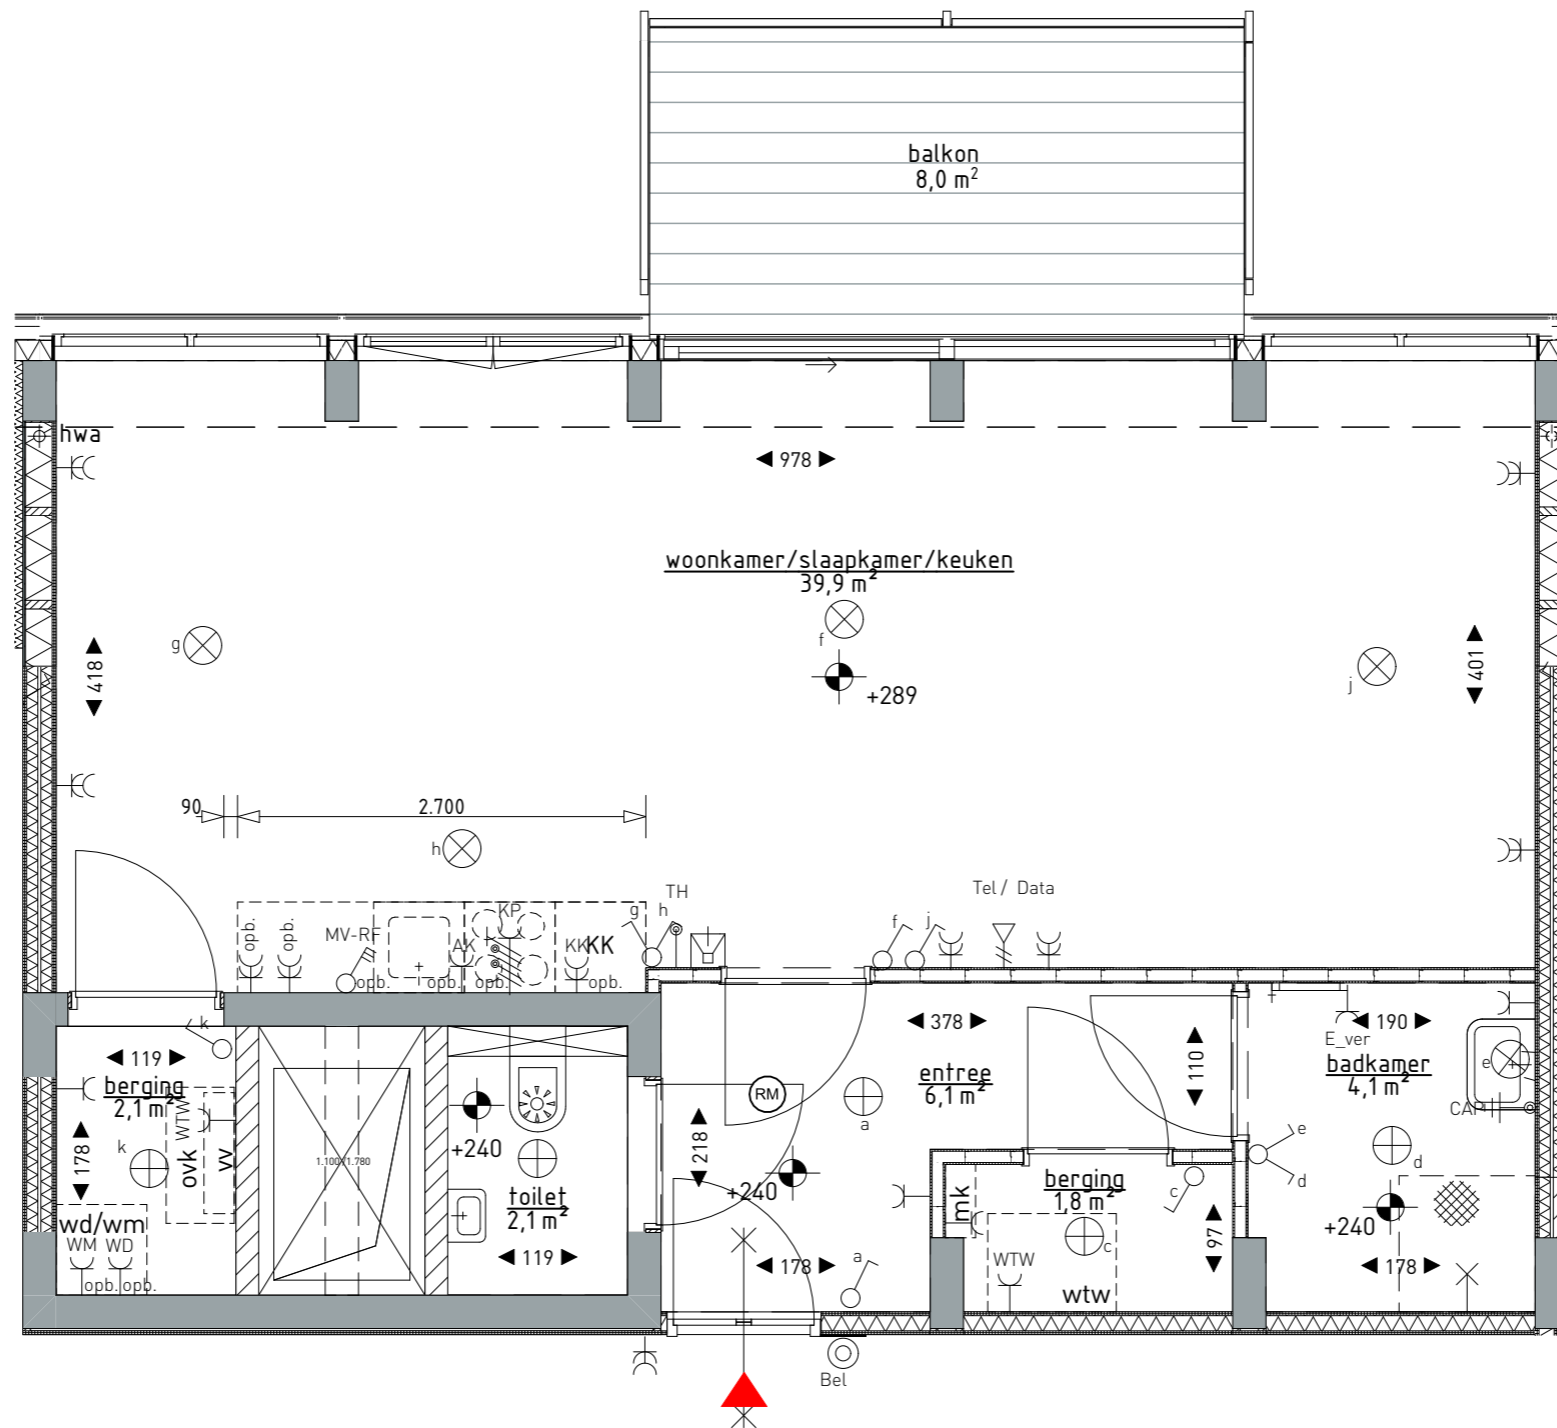 balkon
8,0 m²
hwa
978
woonkamer/slaapkamer/keuken
39,9 m²
g
f
j
+289
418
401
90
2.700
h
TH
g
h
Tel / Data
f
j
opb.
opb.
MV-RF
KP
AK
KK
KK
opb.
opb.
opb.
opb.
k
119
berging
2,1 m²
WTW
ovk
vv
k
178
wd/wm
WM
WD
opb.
opb.
1.100
1.780
+240
toilet
2,1 m²
119
RM
218
+240
378
entree
6,1 m²
a
110
178
a
mk
berging
1,8 m²
c
c
WTW
wtw
97
E_ver
190
badkamer
4,1 m²
e
CAP
e
d
d
+240
178
Bel